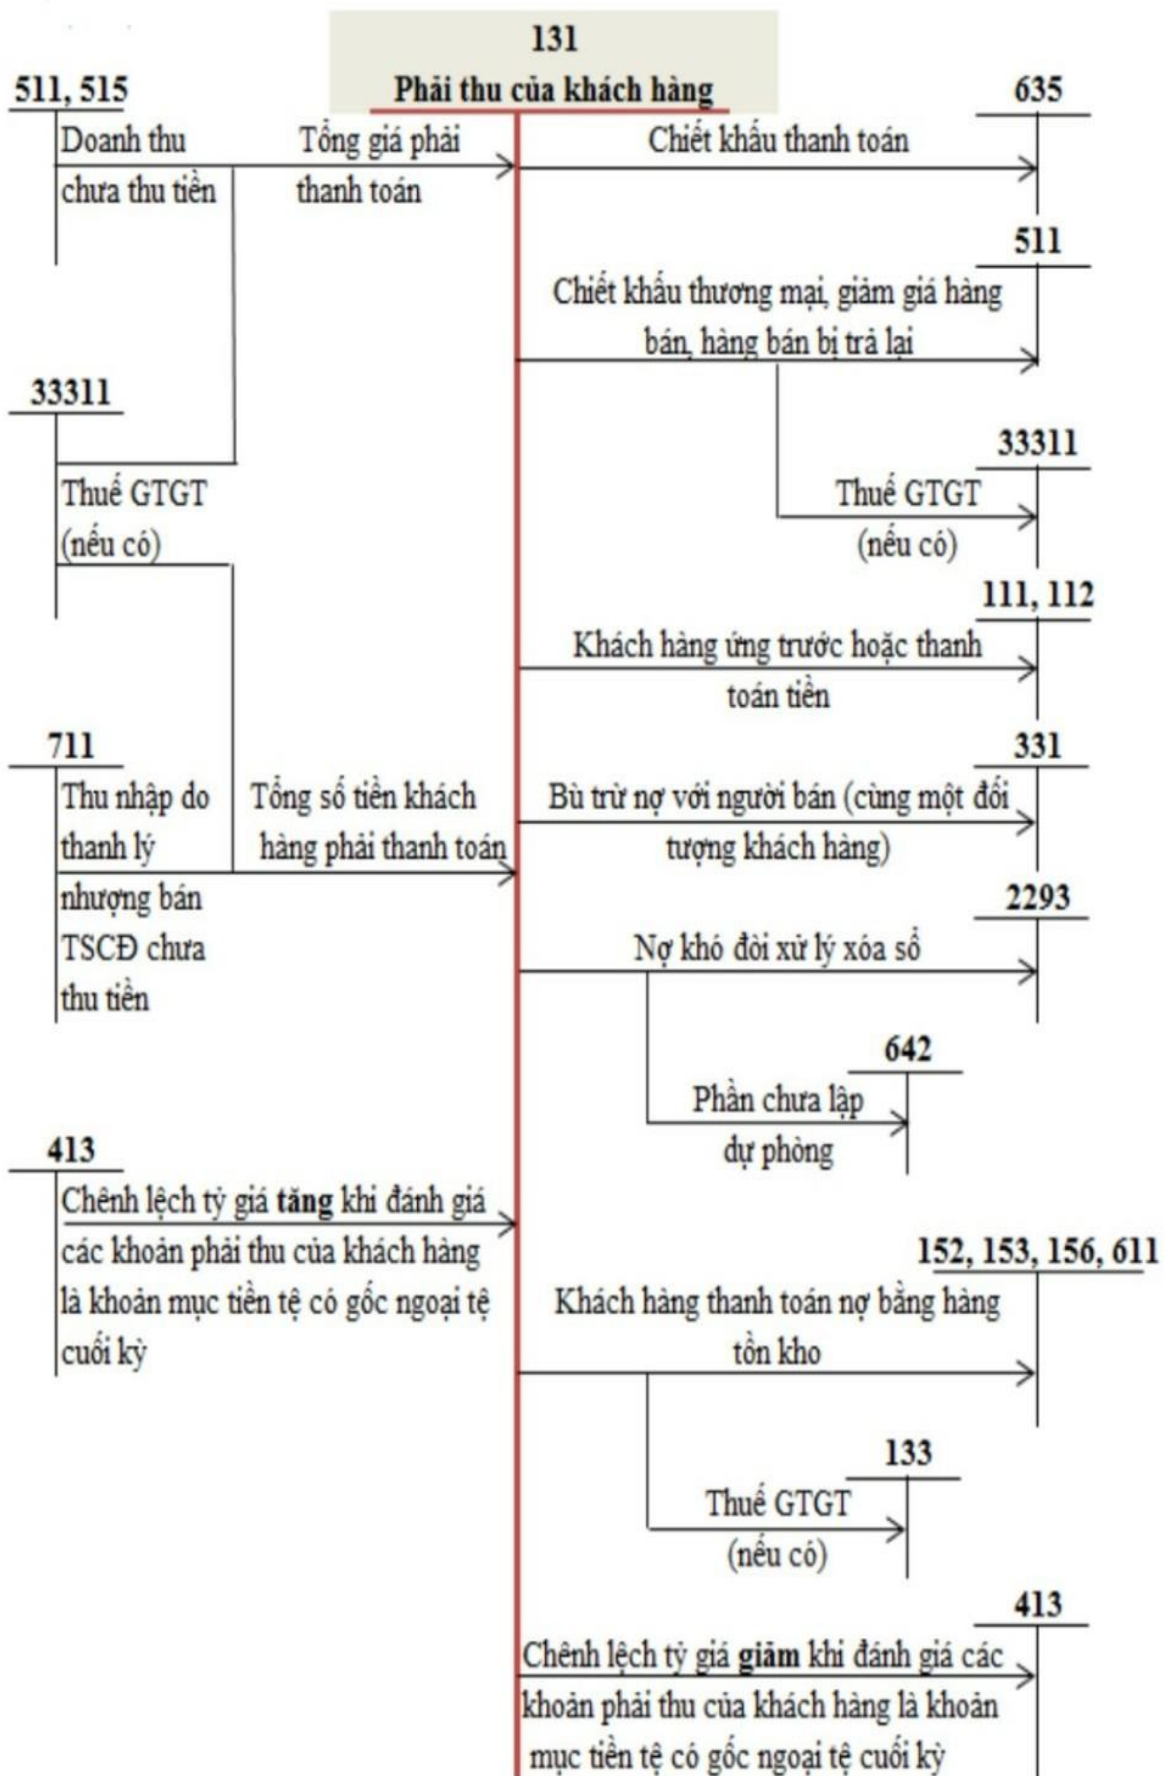 131
Phải thu của khách hàng
511, 515
Doanh thu
chưa thu tiền
Tổng giá phải
thanh toán
635
Chiết khấu thanh toán
511
Chiết khấu thương mại, giảm giá hàng
bán, hàng bán bị trả lại
33311
Thuế GTGT
(nếu có)
33311
Thuế GTGT
(nếu có)
111, 112
Khách hàng ứng trước hoặc thanh
toán tiền
711
Thu nhập do
thanh lý
nhượng bán
TSCĐ chưa
thu tiền
Tổng số tiền khách
hàng phải thanh toán
331
Bù trừ nợ với người bán (cùng một đối
tượng khách hàng)
2293
Nợ khó đòi xử lý xóa sổ
642
Phần chưa lập
dự phòng
413
Chênh lệch tỷ giá tăng khi đánh giá
các khoản phải thu của khách hàng
là khoản mục tiền tệ có gốc ngoại tệ
cuối kỳ
152, 153, 156, 611
Khách hàng thanh toán nợ bằng hàng
tồn kho
133
Thuế GTGT
(nếu có)
413
Chênh lệch tỷ giá giảm khi đánh giá các
khoản phải thu của khách hàng là khoản
mục tiền tệ có gốc ngoại tệ cuối kỳ